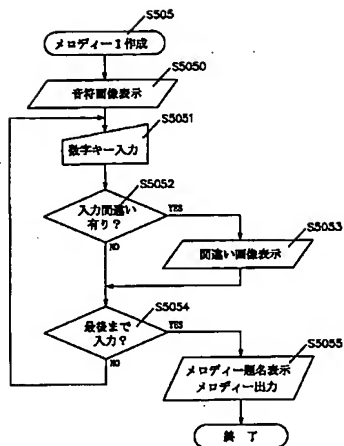 S505
メロディー1作成
S5050
音符画像表示
S5051
数字キー入力
S5052
入力間違い
有り?
YES
NO
S5053
間違い画像表示
S5054
最後まで
入力?
YES
NO
S5055
メロディー題名表示
メロディー出力
終了